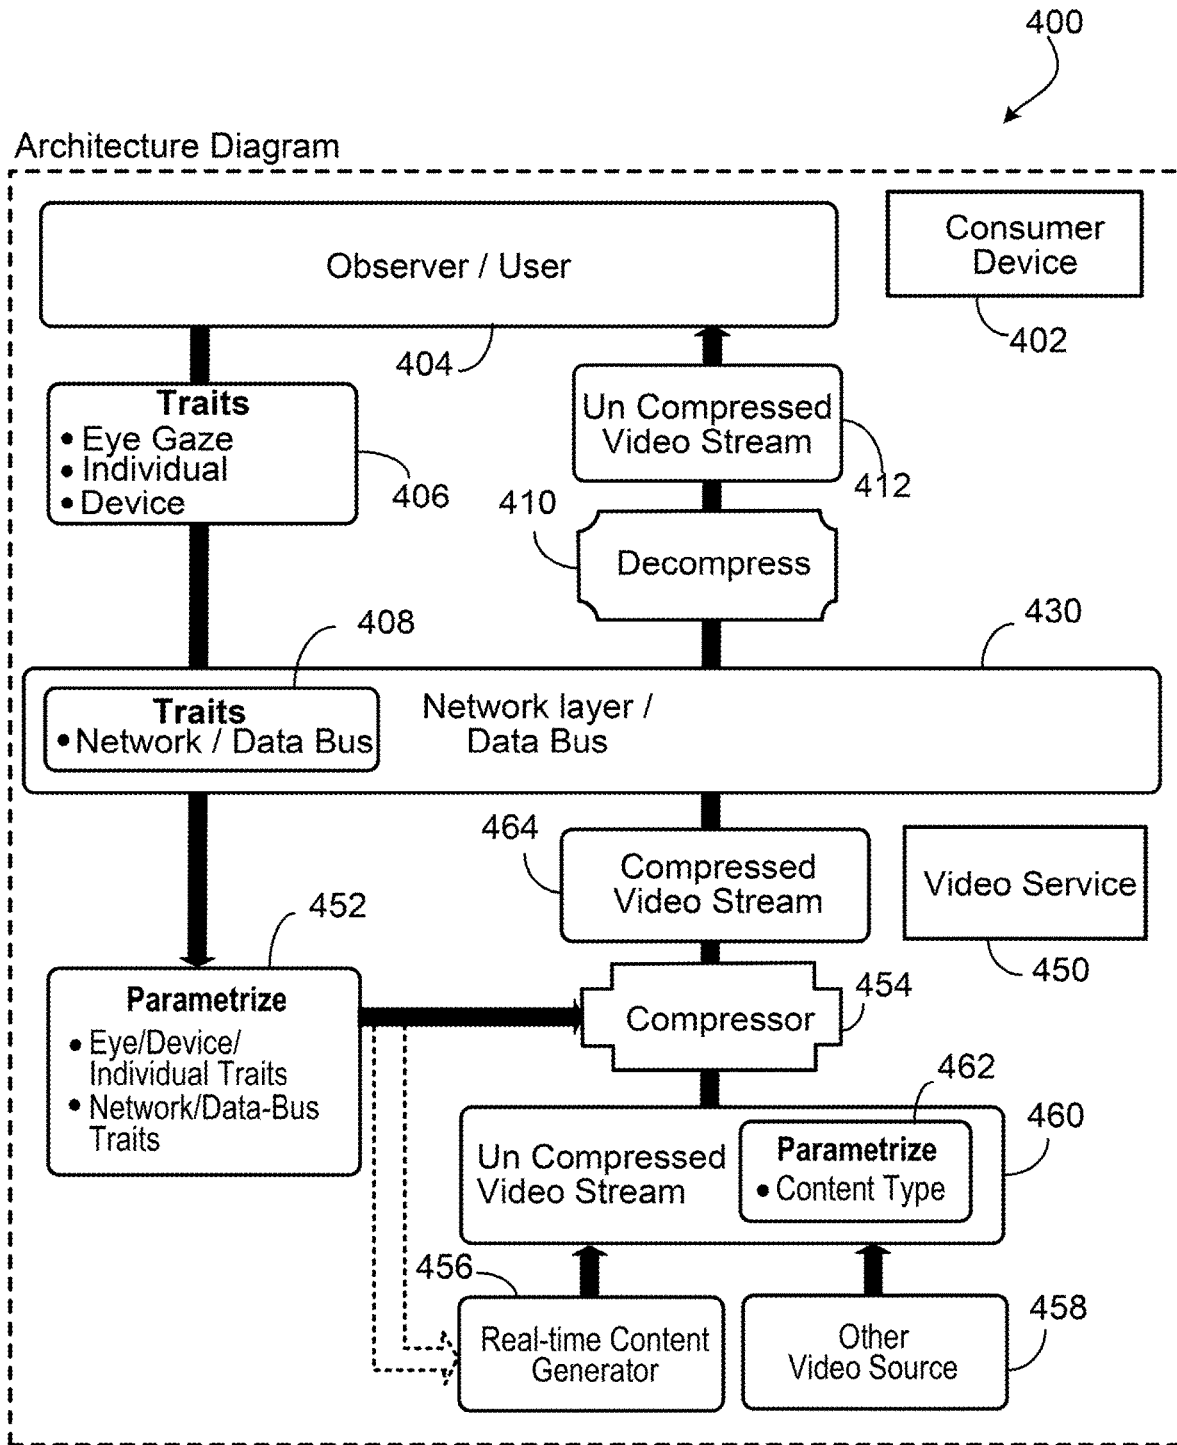 400
Architecture Diagram
Observer / User
Consumer
Device
402
404
Traits
• Eye Gaze
• Individual
• Device
406
Un Compressed
Video Stream
412
410
Decompress
408
430
Traits
• Network / Data Bus
Network layer /
Data Bus
464
Compressed
Video Stream
Video Service
450
452
Parametrize
• Eye/Device/
Individual Traits
• Network/Data-Bus
Traits
Compressor
454
462
460
Un Compressed
Video Stream
Parametrize
• Content Type
456
Real-time Content
Generator
Other
Video Source
458